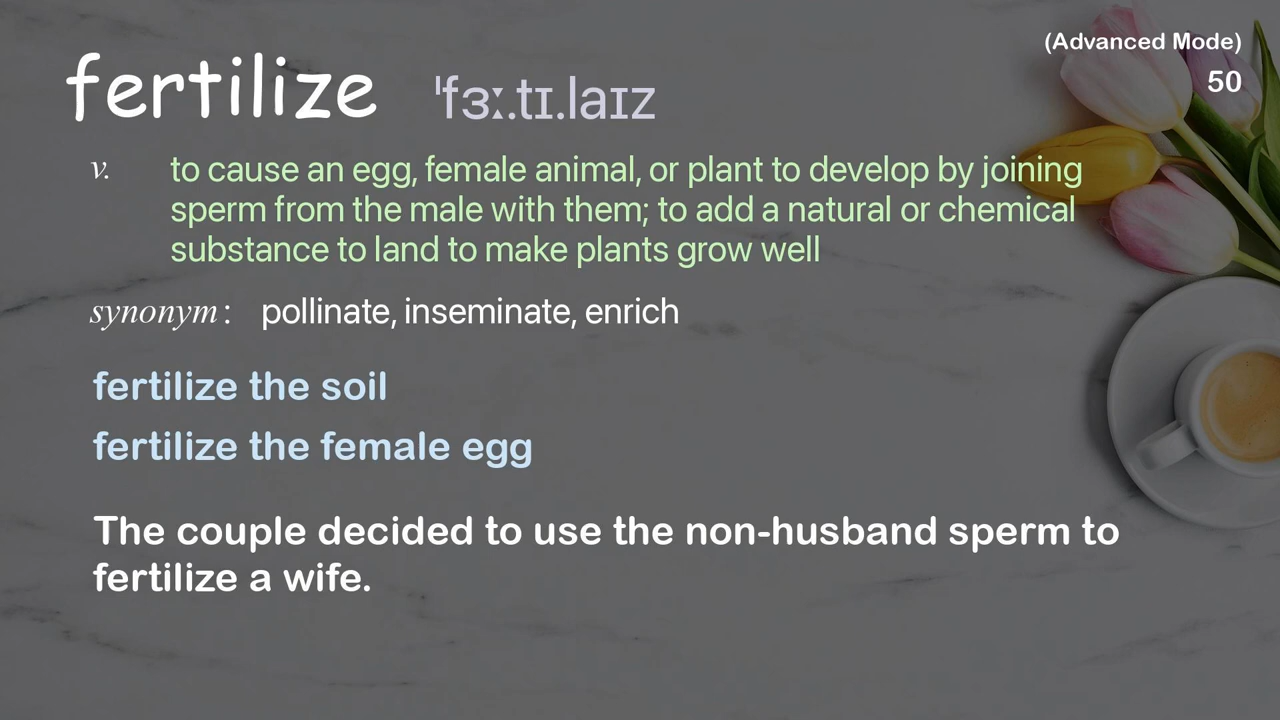 (Advanced Mode)
fertilize ˈfɜː.tɪ.laɪz
50
v. to cause an egg, female animal, or plant to develop by joining
sperm from the male with them; to add a natural or chemical
substance to land to make plants grow well
synonym: pollinate, inseminate, enrich
fertilize the soil
fertilize the female egg
The couple decided to use the non-husband sperm to
fertilize a wife.